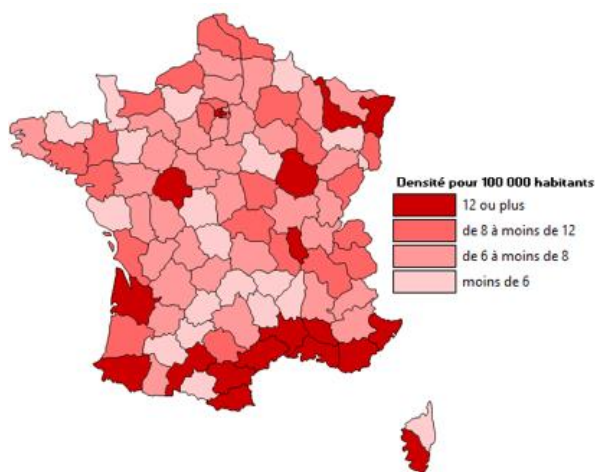 Densité pour 100 000 habitants
12 ou plus
de 8 à moins de 12
de 6 à moins de 8
moins de 6